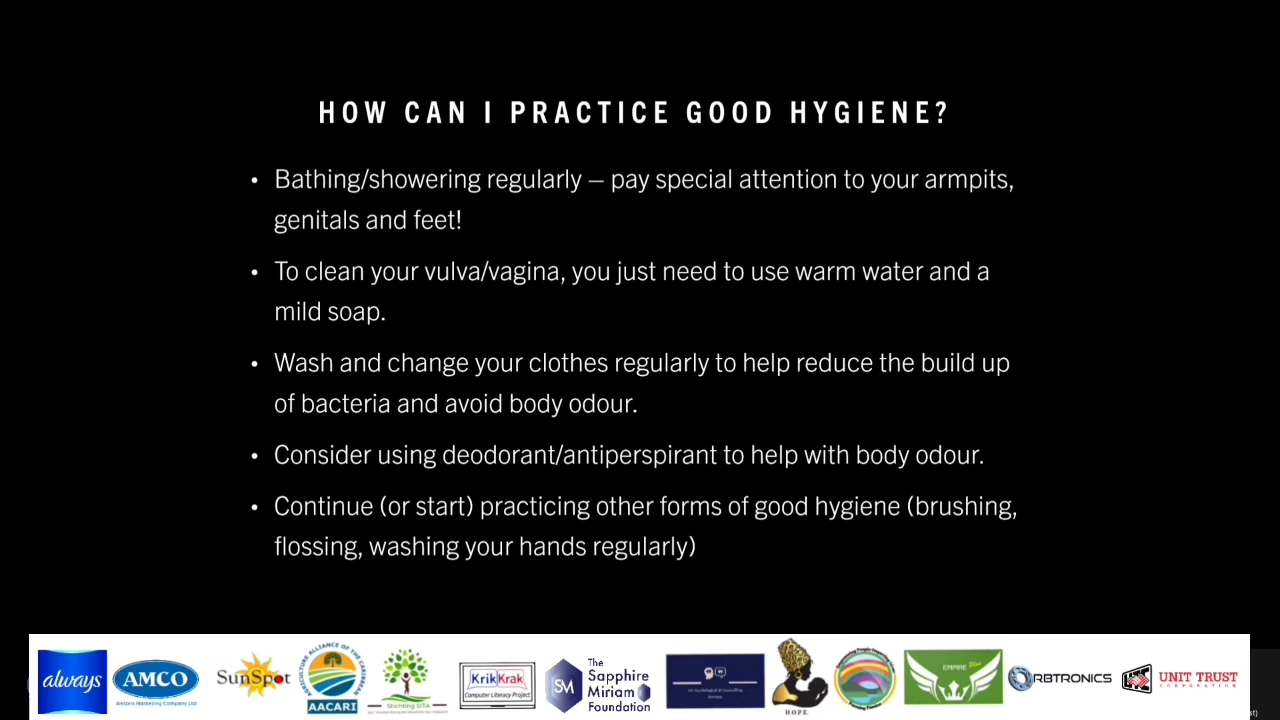 HOW CAN I PRACTICE GOOD HYGIENE?
• Bathing/showering regularly – pay special attention to your armpits,
genitals and feet!
• To clean your vulva/vagina, you just need to use warm water and a
mild soap.
• Wash and change your clothes regularly to help reduce the build up
of bacteria and avoid body odour.
• Consider using deodorant/antiperspirant to help with body odour.
• Continue (or start) practicing other forms of good hygiene (brushing,
flossing, washing your hands regularly)
always
AMCO
SunSpot
AACARI
Stichting SITA
KrikKrak
Computer Literacy Project
SM
The
Sapphire
Miriam
Foundation
HOPE
EMPIRE
RBTRONICS
UNIT TRUST
CORPORATION